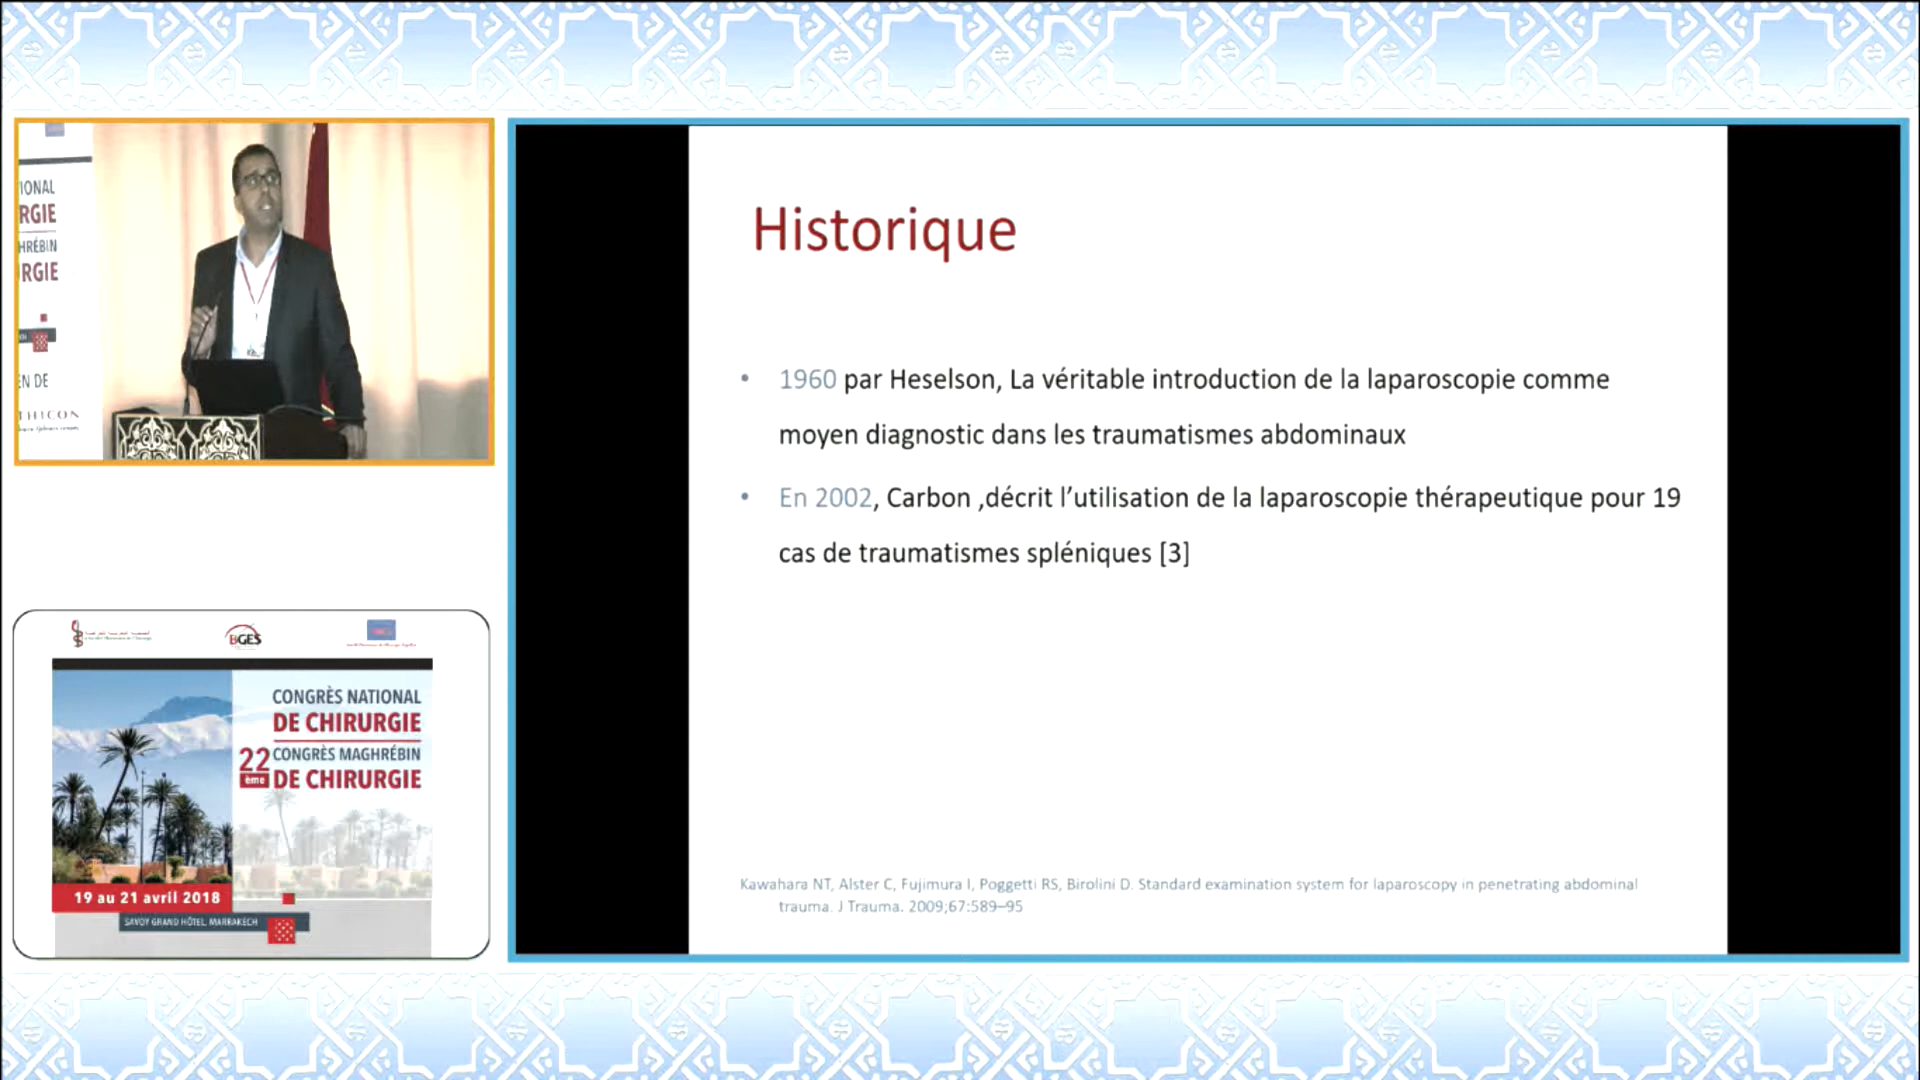 IONAL
RGIE
HRÉBIN
RGIE
EN DE
THICON
Historique
• 1960 par Heselson, La véritable introduction de la laparoscopie comme
moyen diagnostic dans les traumatismes abdominaux
• En 2002, Carbon ,décrit l’utilisation de la laparoscopie thérapeutique pour 19
cas de traumatismes spléniques [3]
Kawahara NT, Alster C, Fujimura I, Poggetti RS, Birolini D. Standard examination system for laparoscopy in penetrating abdominal
trauma. J Trauma. 2009;67:589–95
BGES
CONGRÈS NATIONAL
DE CHIRURGIE
22 ème CONGRÈS MAGHRÉBIN
DE CHIRURGIE
19 au 21 avril 2018
SAVOY GRAND HÔTEL, MARRAKECH